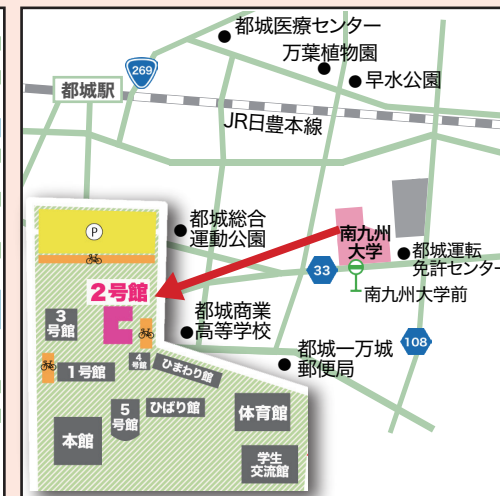 都城医療センター
万葉植物園
早水公園
269
都城駅
JR日豊本線
P
都城総合
運動公園
南九州
大学
都城運転
免許センター
33
南九州大学前
2号館
3
号館
都城商業
高等学校
108
都城一万城
郵便局
4
号館
1号館
ひまわり館
5
号館
ひばり館
体育館
本館
学生
交流館